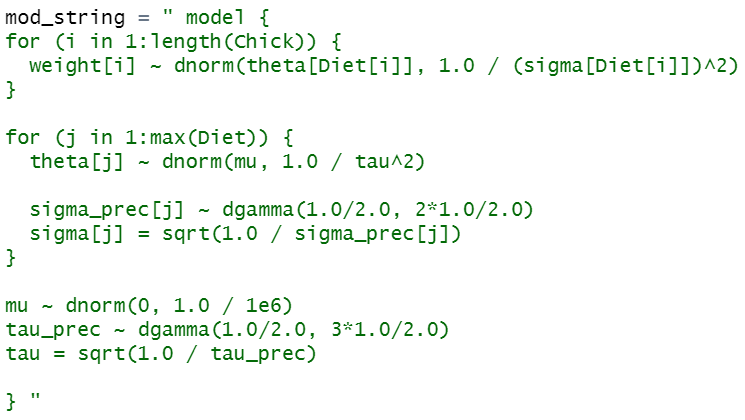 mod_string = " model {
for (i in 1:length(Chick)) {
  weight[i] ~ dnorm(theta[Diet[i]], 1.0 / (sigma[Diet[i]])^2)
}

for (j in 1:max(Diet)) {
  theta[j] ~ dnorm(mu, 1.0 / tau^2)

  sigma_prec[j] ~ dgamma(1.0/2.0, 2*1.0/2.0)
  sigma[j] = sqrt(1.0 / sigma_prec[j])
}

mu ~ dnorm(0, 1.0 / 1e6)
tau_prec ~ dgamma(1.0/2.0, 3*1.0/2.0)
tau = sqrt(1.0 / tau_prec)

} "